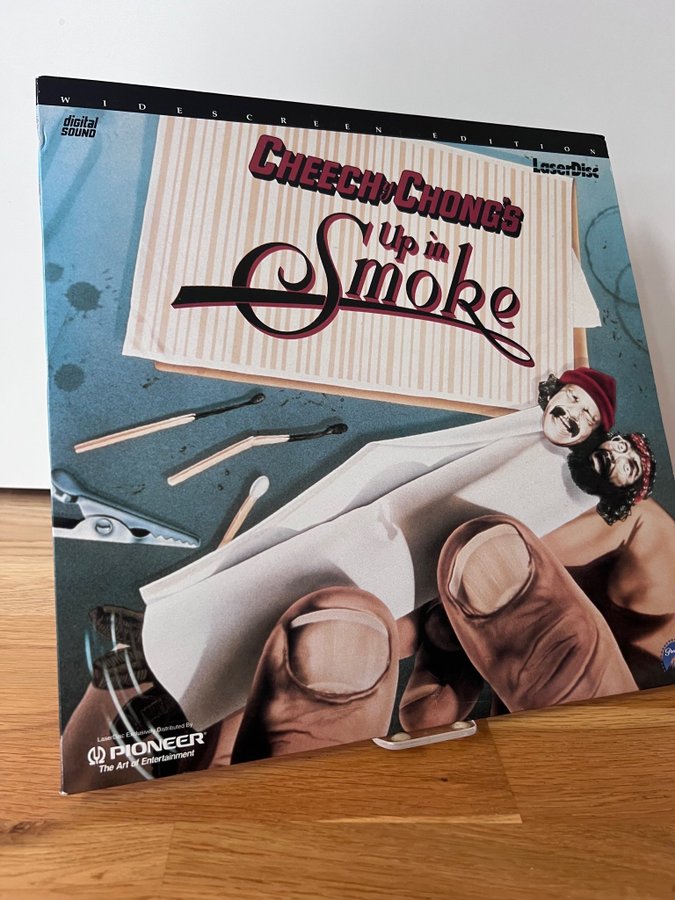 WIDESCREEN EDITION
digital
SOUND
LaserDisc
CHEECH y CHONG'S
Up in
Smoke
LaserDisc Exclusively Distributed by
PIONEER
The Art of Entertainment